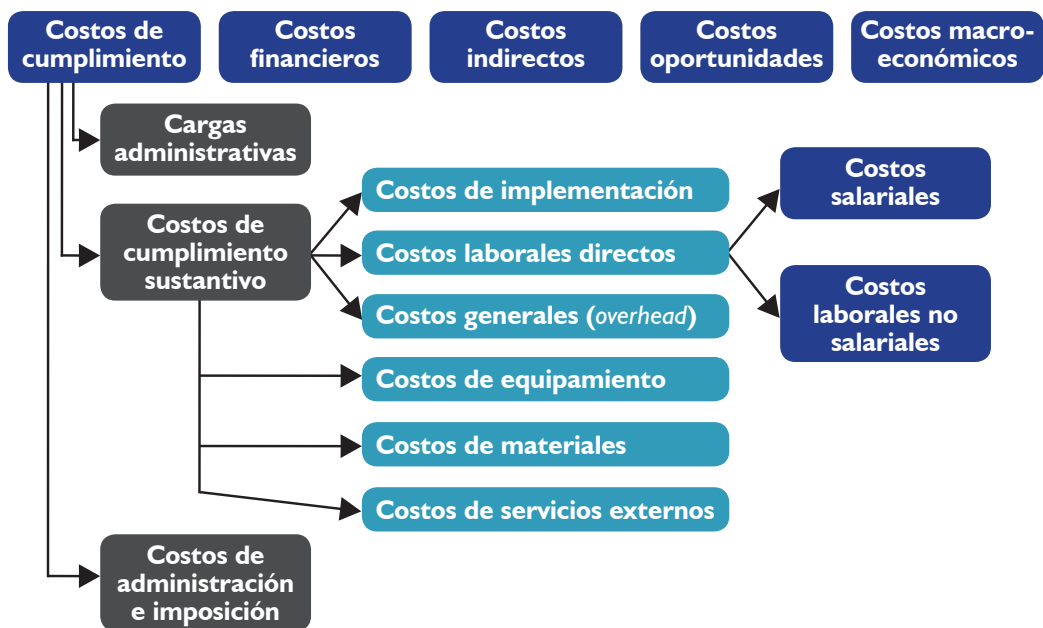 Costos de
cumplimiento
Costos
financieros
Costos
indirectos
Costos
oportunidades
Costos macro-
económicos
Cargas
administrativas
Costos de
cumplimiento
sustantivo
Costos de implementación
Costos laborales directos
Costos generales (overhead)
Costos de equipamiento
Costos de materiales
Costos de servicios externos
Costos
salariales
Costos
laborales no
salariales
Costos de
administración
e imposición